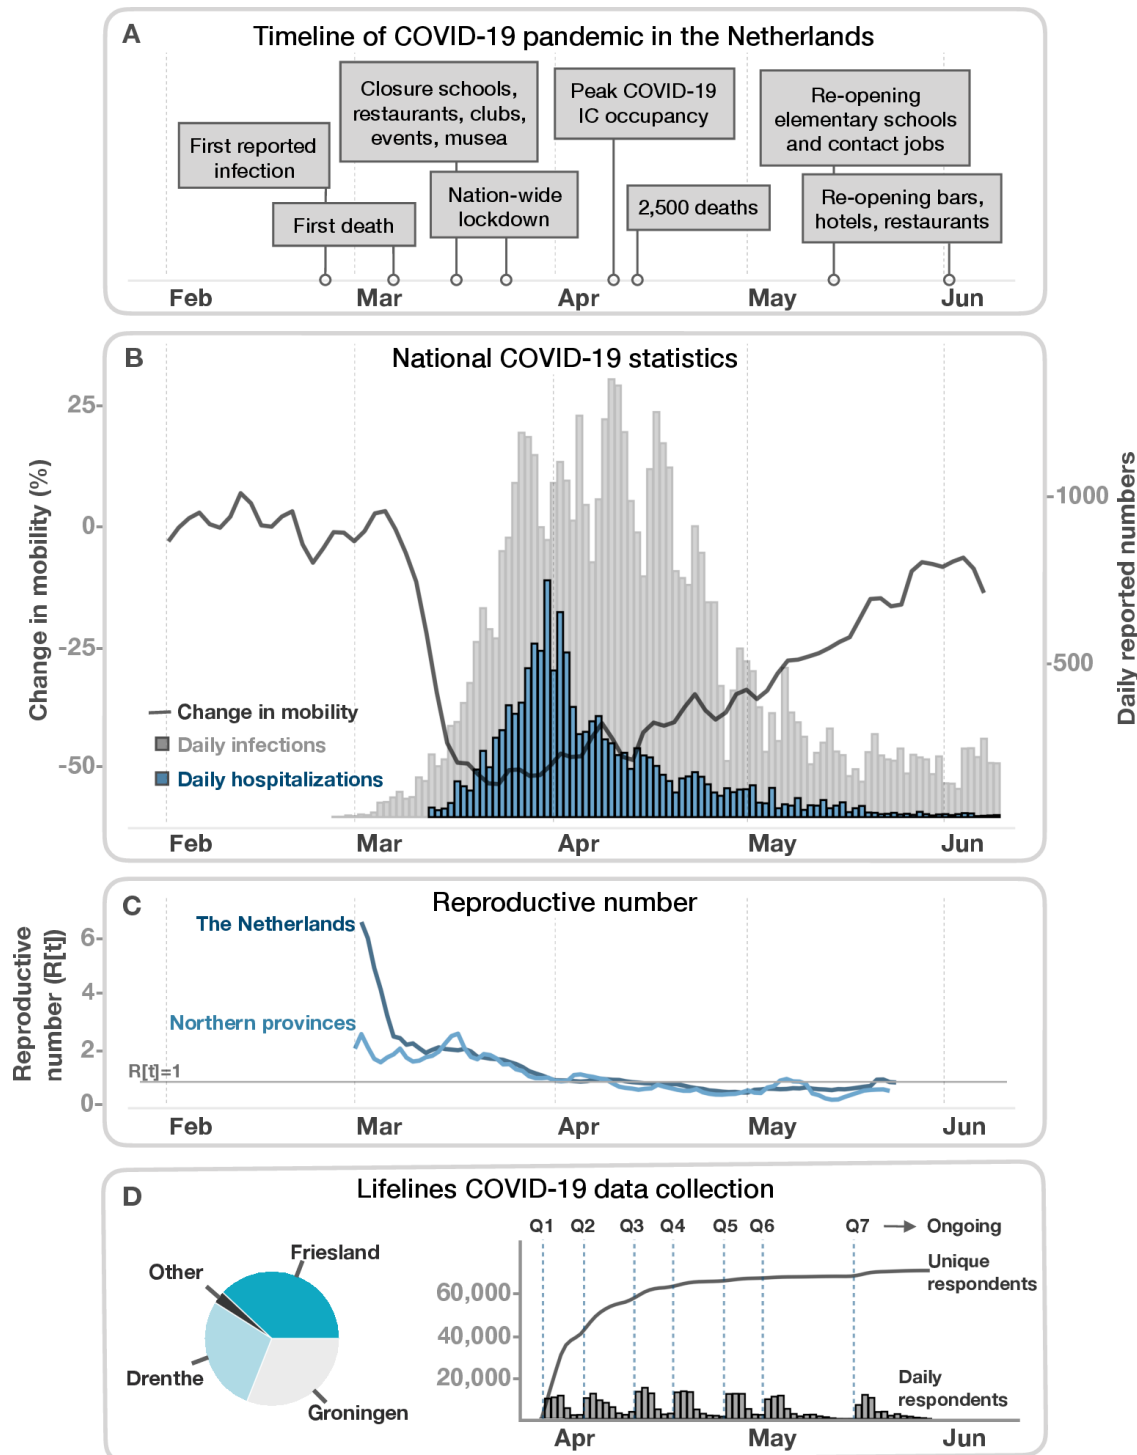 A
Timeline of COVID-19 pandemic in the Netherlands
First reported
infection
First death
Closure schools,
restaurants, clubs,
events, musea
Nation-wide
lockdown
Peak COVID-19
IC occupancy
2,500 deaths
Re-opening
elementary schools
and contact jobs
Re-opening bars,
hotels, restaurants
Feb Mar Apr May Jun
B
National COVID-19 statistics
Change in mobility (%)
25-
0-
-25-
-50-
Daily reported numbers
-1000
-500
Change in mobility
Daily infections
Daily hospitalizations
Feb Mar Apr May Jun
C
Reproductive number
Reproductive
number (R[t])
6-
4-
2-
0-
The Netherlands
Northern provinces
R[t]=1
Feb Mar Apr May Jun
D
Lifelines COVID-19 data collection
Friesland
Other
Drenthe
Groningen
Q1 Q2 Q3 Q4 Q5 Q6 Q7 → Ongoing
60,000-
40,000-
20,000-
Unique
respondents
Daily
respondents
Apr May Jun